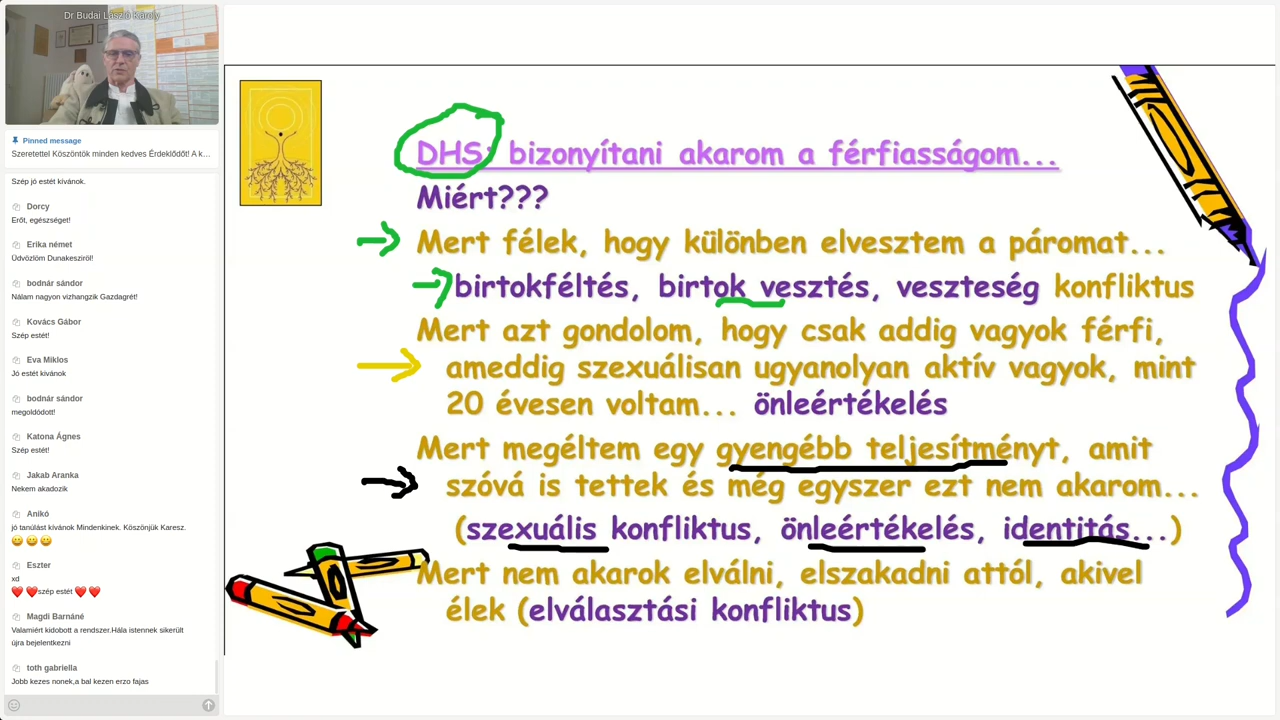 Dr Budai László Károly
Pinned message
Szeretettel Köszöntök minden kedves Érdeklődőt! A k...
Szép jó estét kívánok.
Dorcy
Erőt, egészséget!
Erika német
Üdvözlöm Dunakesziröl!
bodnár sándor
Nálam nagyon vizhangzik Gazdagrét!
Kovács Gábor
Szép estét!
Eva Miklos
Jó estét kivánok
bodnár sándor
megoldódott!
Katona Ágnes
Szép estét!
Jakab Aranka
Nekem akadozik
Anikó
jó tanulást kívánok Mindenkinek. Köszönjük Karesz.
😀 😀 😀
Eszter
xd
❤️ ❤️szép estét ❤️ ❤️
Magdi Barnáné
Valamiért kidobott a rendszer.Hála istennek sikerült
újra bejelentkezni
toth gabriella
Jobb kezes nonek,a bal kezen erzo fajas
DHS: bizonyítani akarom a férfiasságom...
Miért???
Mert félek, hogy különben elvesztem a páromat...
birtokféltés, birtok vesztés, veszteség konfliktus
Mert azt gondolom, hogy csak addig vagyok férfi,
ameddig szexuálisan ugyanolyan aktív vagyok, mint
20 évesen voltam... önleértékelés
Mert megéltem egy gyengébb teljesítményt, amit
szóvá is tettek és még egyszer ezt nem akarom...
(szexuális konfliktus, önleértékelés, identitás...)
Mert nem akarok elválni, elszakadni attól, akivel
élek (elválasztási konfliktus)